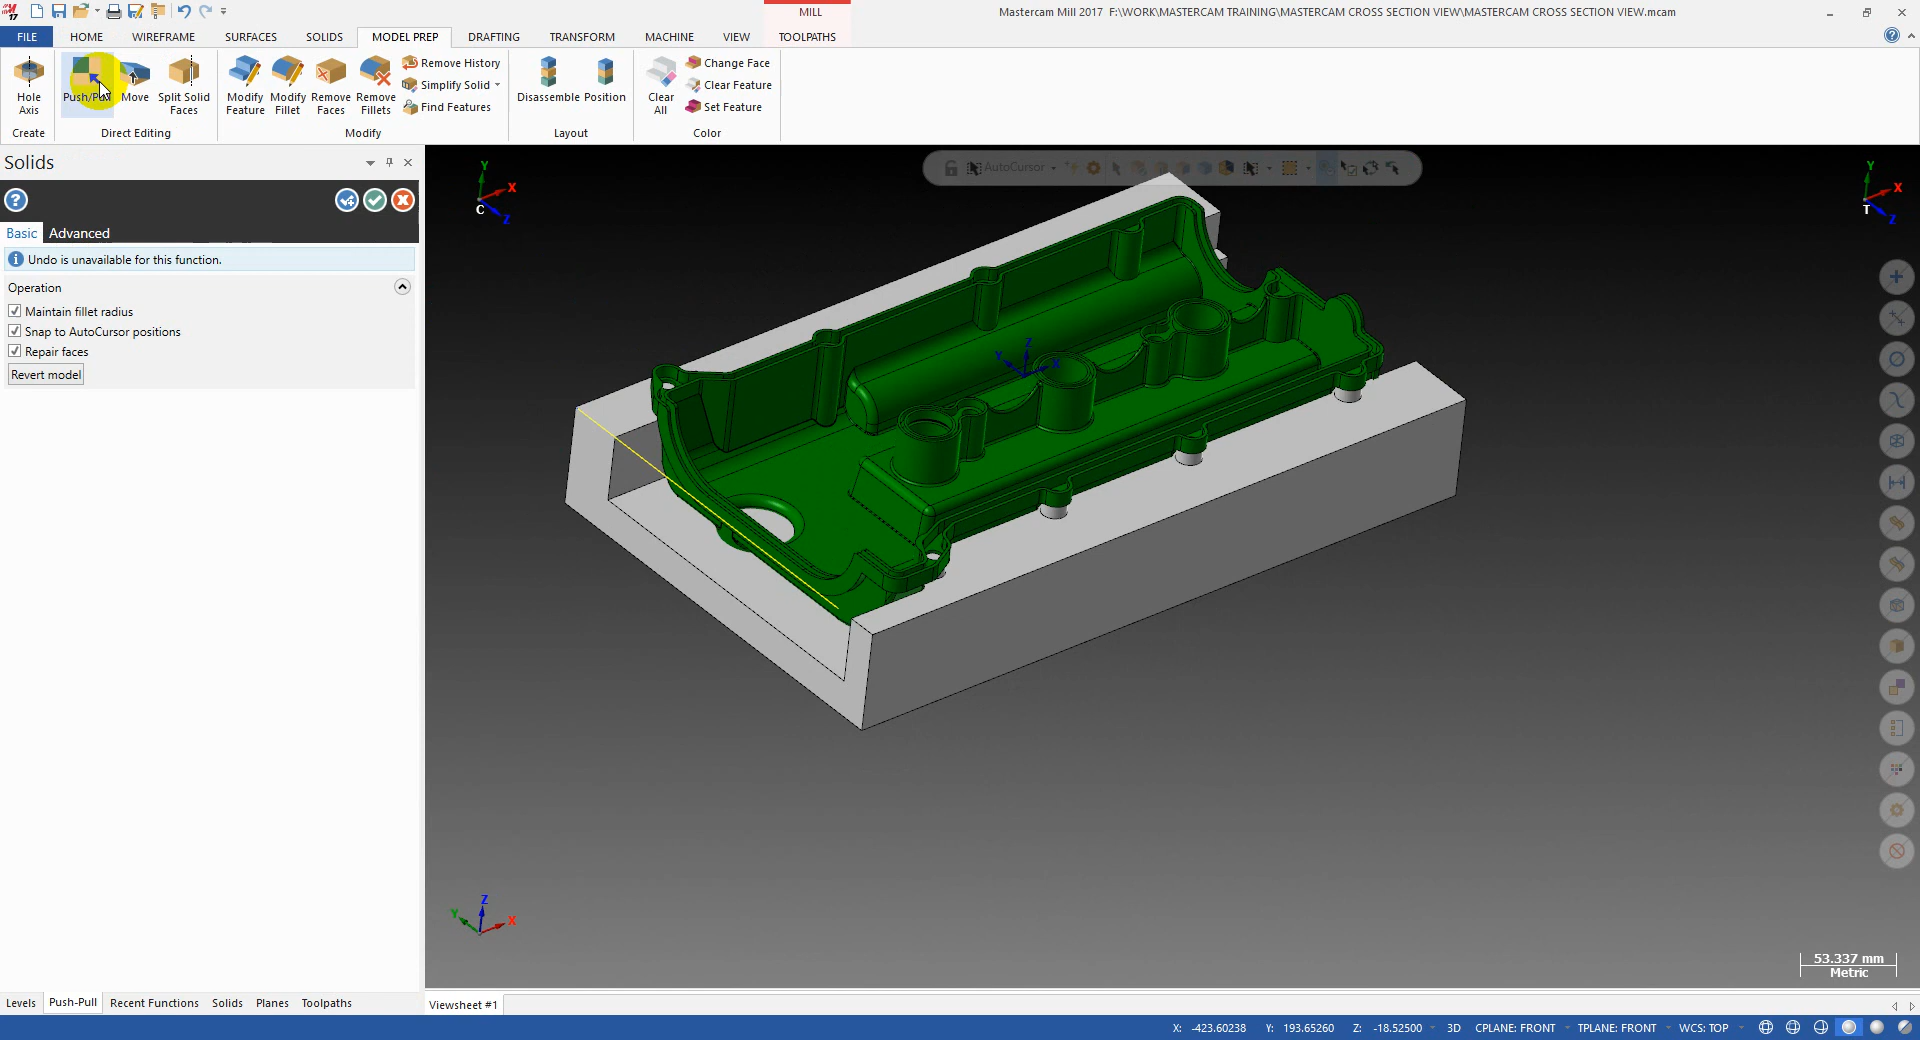 MILL
Mastercam Mill 2017  F:\WORK\MASTERCAM TRAINING\MASTERCAM CROSS SECTION VIEW\MASTERCAM CROSS SECTION VIEW.mcam
FILE HOME WIREFRAME SURFACES SOLIDS MODEL PREP DRAFTING TRANSFORM MACHINE VIEW TOOLPATHS
Hole Axis
Push/Pull
Move
Split Solid Faces
Modify Feature
Modify Fillet
Remove Faces
Remove Fillets
Remove History
Simplify Solid
Find Features
Disassemble
Position
Clear All
Change Face
Clear Feature
Set Feature
Create
Direct Editing
Modify
Layout
Color
Solids
Basic
Advanced
Undo is unavailable for this function.
Operation
Maintain fillet radius
Snap to AutoCursor positions
Repair faces
Revert model
AutoCursor
Y
X
C
Z
Y
X
T
Z
Z
Y
X
Z
Y
X
53.337 mm
Metric
Levels Push-Pull Recent Functions Solids Planes Toolpaths
Viewsheet #1
X: -423.60238 Y: 193.65260 Z: -18.52500 3D CPLANE: FRONT TPLANE: FRONT WCS: TOP